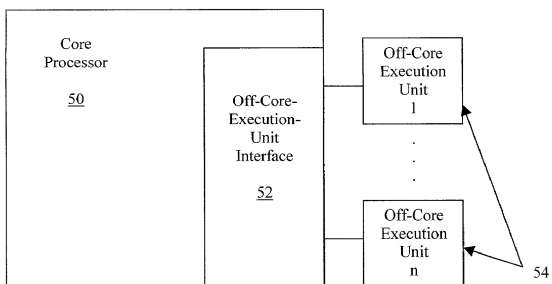 Core
Processor
50
Off-Core-
Execution-
Unit
Interface
52
Off-Core
Execution
Unit
1
.
.
.
Off-Core
Execution
Unit
n
54